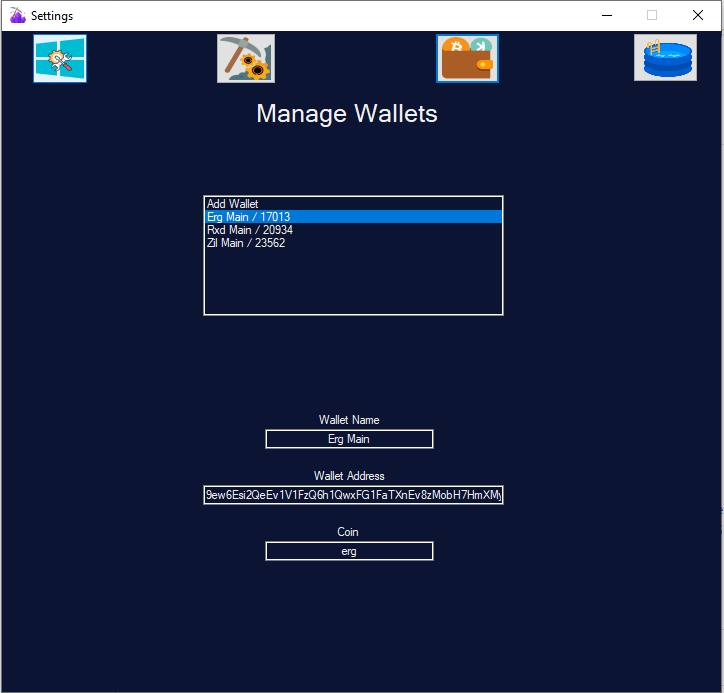 Settings
Manage Wallets
Add Wallet
Erg Main / 17013
Rxd Main / 20934
Zil Main / 23562
Wallet Name
Erg Main
Wallet Address
9ew6Esi2QeEv1V1FzQ6h1QwxFG1FaTXnEv8zMobH7HmXMy
Coin
erg